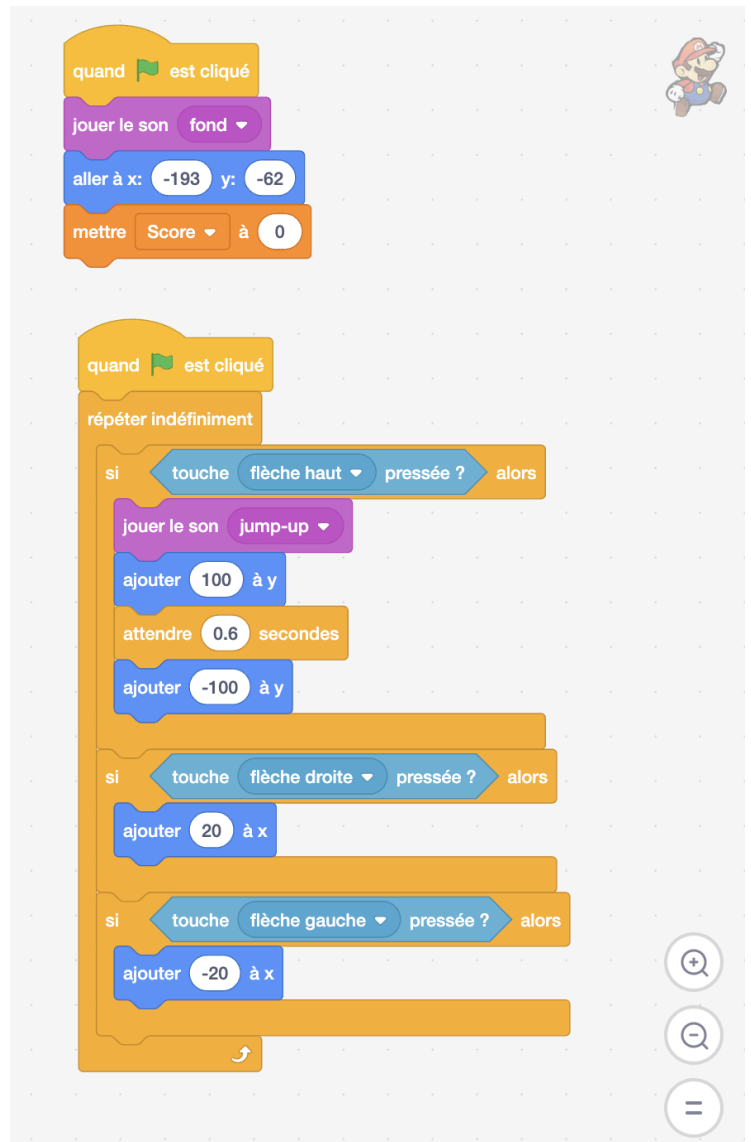 quand est cliqué
jouer le son fond
aller à x: -193 y: -62
mettre Score à 0
quand est cliqué
répéter indéfiniment
si touche flèche haut pressée ? alors
jouer le son jump-up
ajouter 100 à y
attendre 0.6 secondes
ajouter -100 à y
si touche flèche droite pressée ? alors
ajouter 20 à x
si touche flèche gauche pressée ? alors
ajouter -20 à x